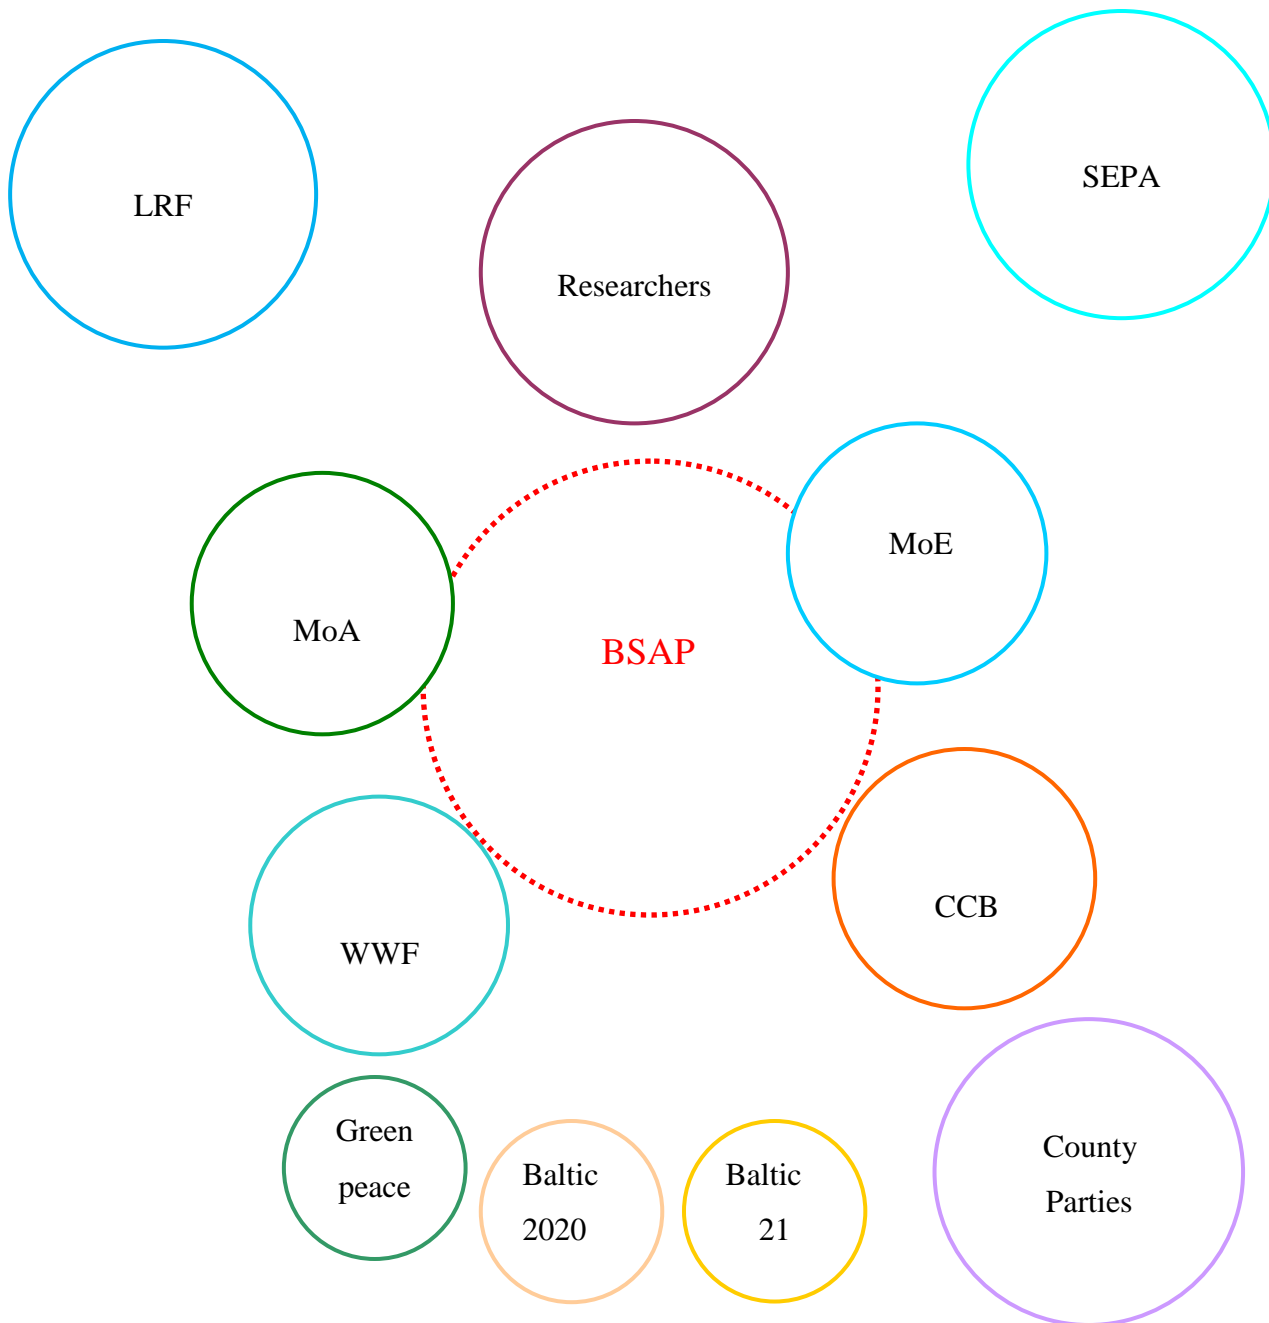 LRF
SEPA
Researchers
MoE
MoA
BSAP
CCB
WWF
Green
peace
Baltic
2020
Baltic
21
County
Parties